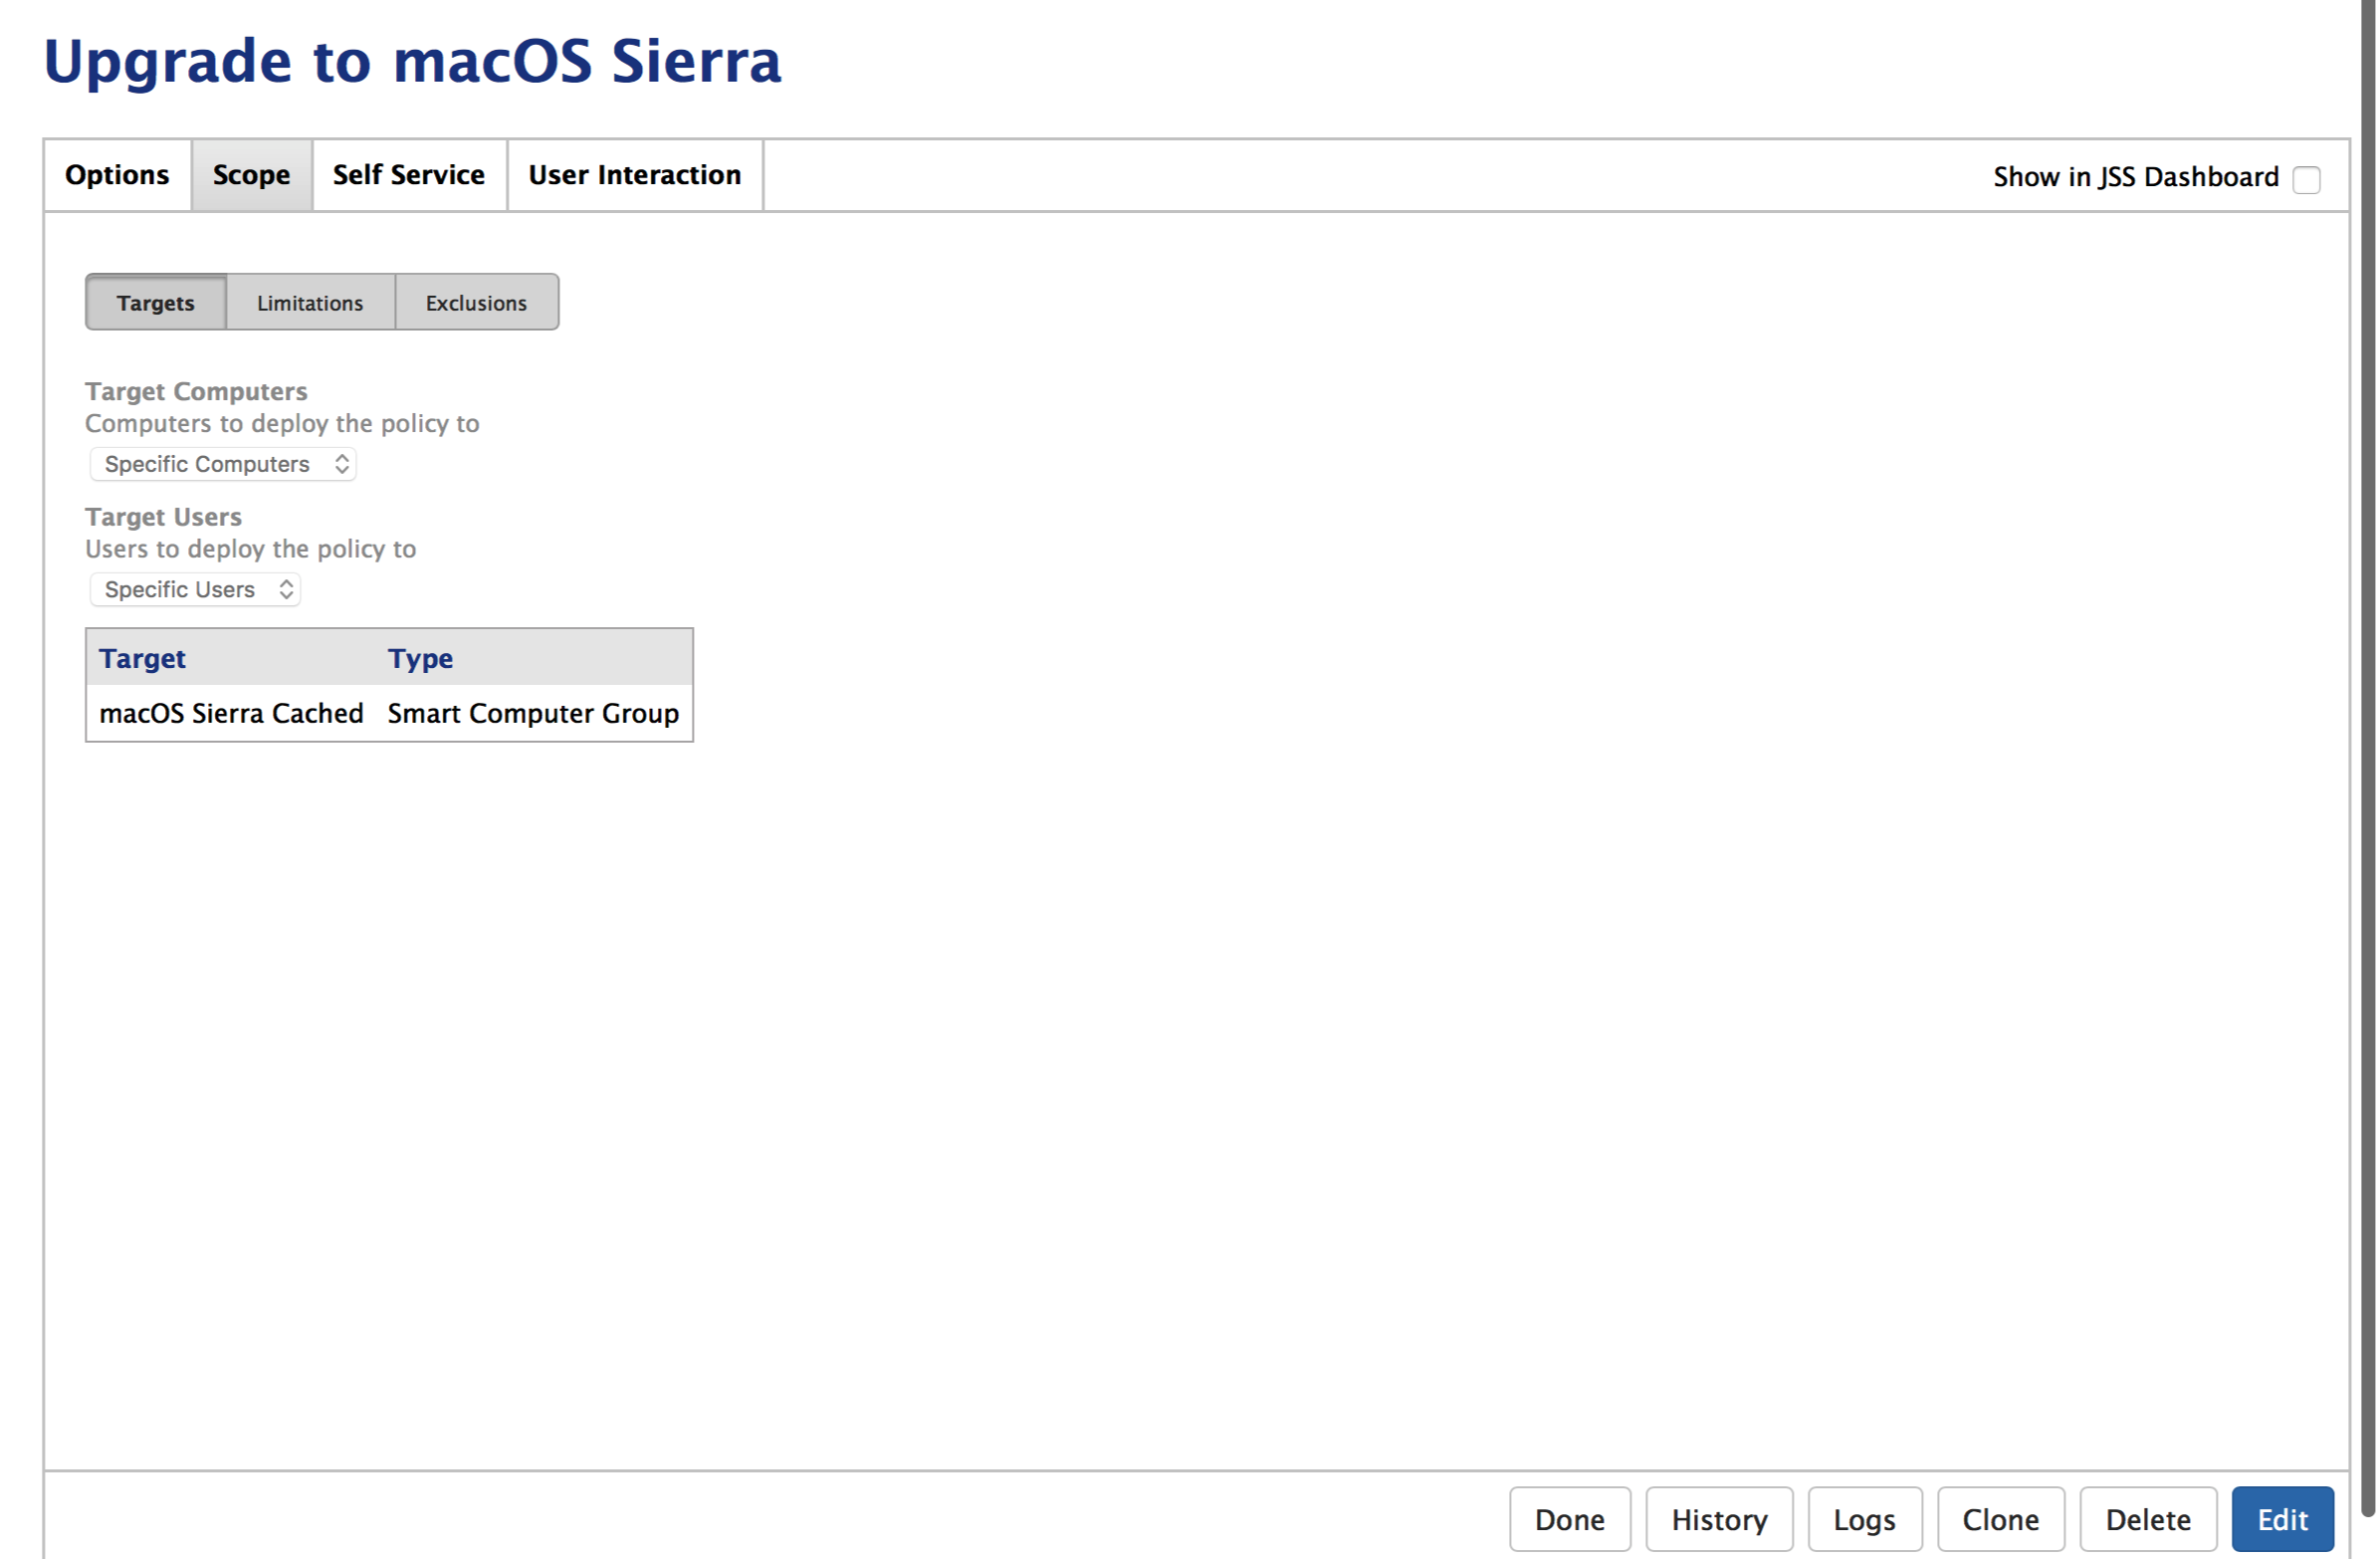 Upgrade to macOS Sierra
Options Scope Self Service User Interaction Show in JSS Dashboard
Targets Limitations Exclusions
Target Computers
Computers to deploy the policy to
Specific Computers
Target Users
Users to deploy the policy to
Specific Users
Target Type
macOS Sierra Cached Smart Computer Group
Done History Logs Clone Delete Edit